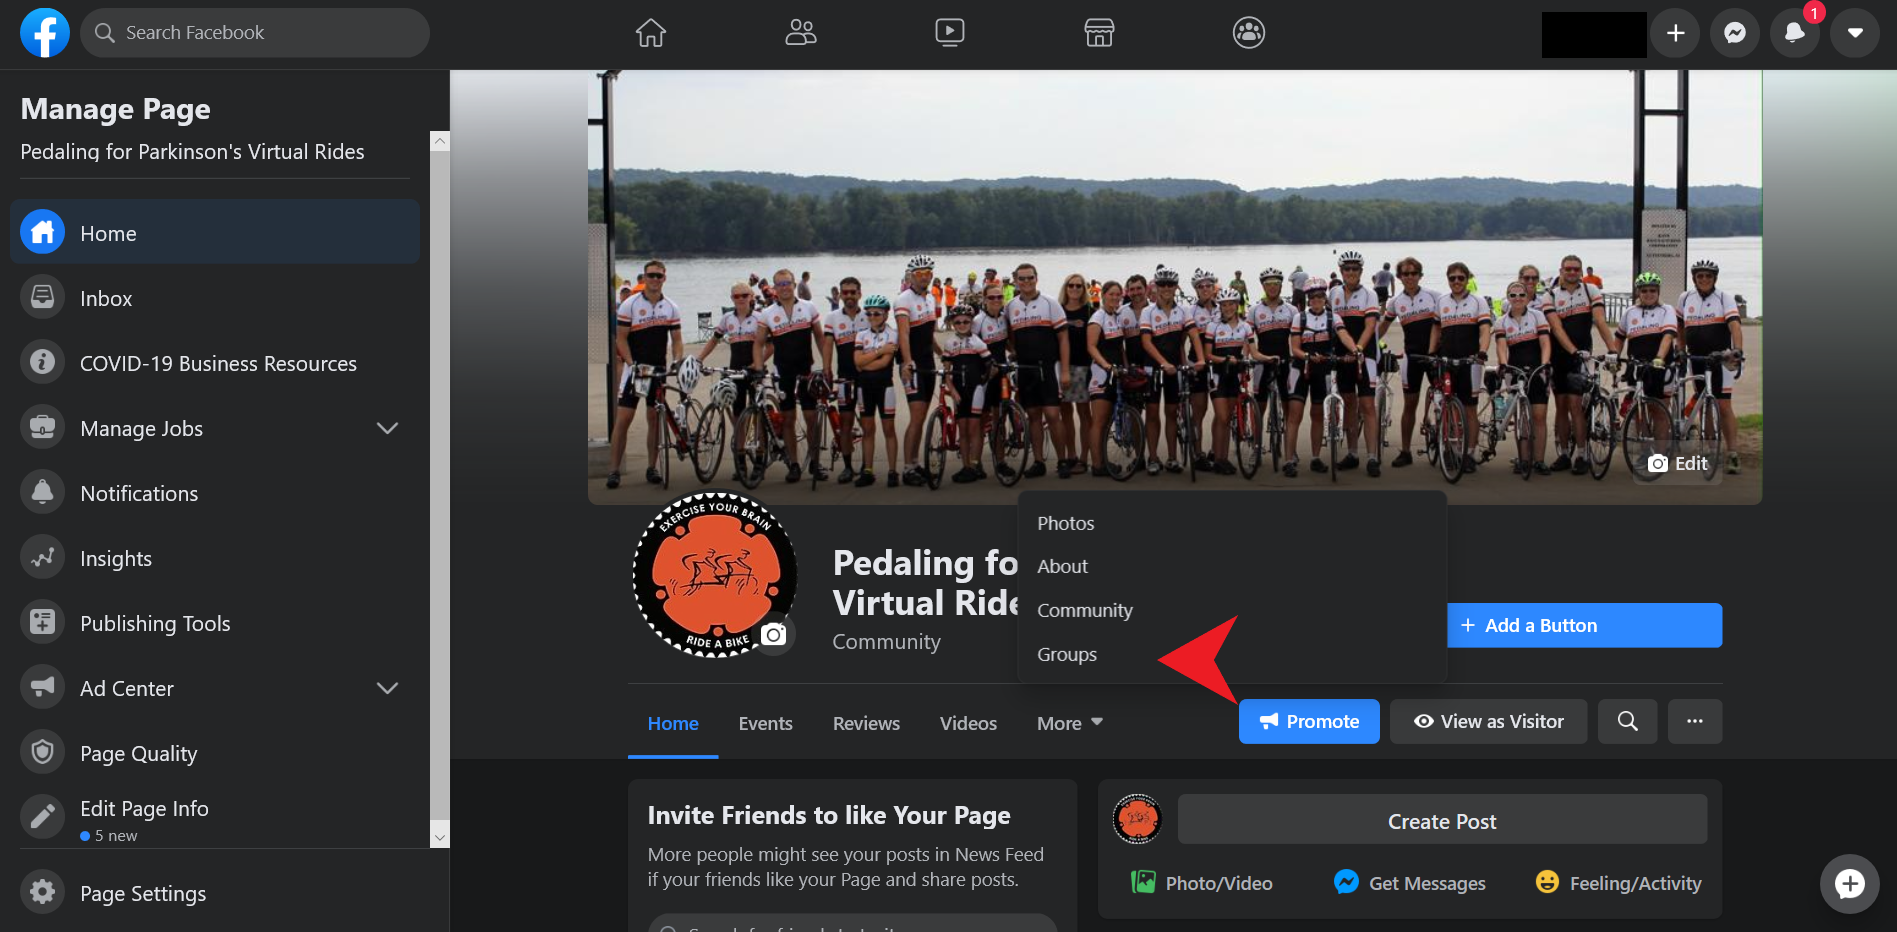 Search Facebook
1
Manage Page
Pedaling for Parkinson's Virtual Rides
Home
Inbox
COVID-19 Business Resources
Manage Jobs
Notifications
Insights
Publishing Tools
Ad Center
Page Quality
Edit Page Info
5 new
Page Settings
PEDALING
Edit
EXERCISE YOUR BRAIN
RIDE A BIKE
Pedaling fo
Virtual Ride
Community
Photos
About
Community
Groups
+ Add a Button
Home
Events
Reviews
Videos
More
Promote
View as Visitor
Invite Friends to like Your Page
More people might see your posts in News Feed
if your friends like your Page and share posts.
Create Post
Photo/Video
Get Messages
Feeling/Activity